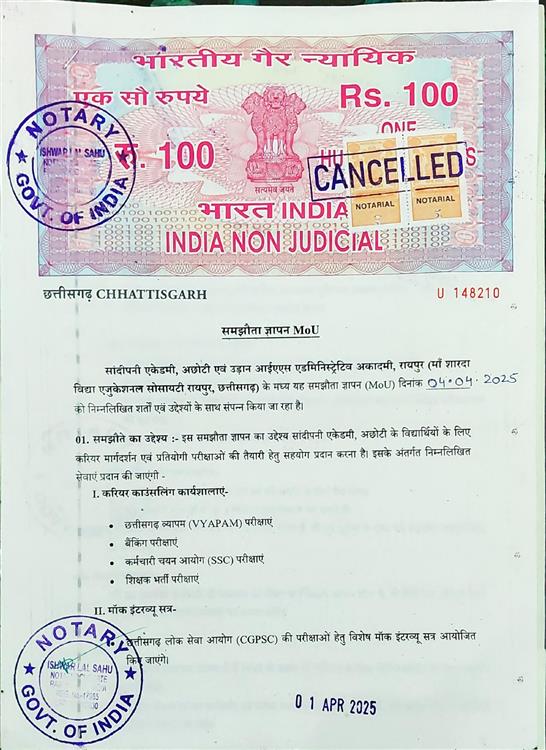 भारतीय गैर न्यायिक
एक सौ रुपये
Rs. 100
रु. 100
ONE
सत्यमेव जयते
CANCELLED
NOTARIAL
NOTARIAL
भारत INDIA
INDIA NON JUDICIAL
NOTARY
ISHWAR LAL SAHU
GOVT. OF INDIA
छत्तीसगढ़ CHHATTISGARH
U 148210
समझौता ज्ञापन MoU
सांदीपनी एकेडमी, अछोटी एवं उड़ान आईएएस एडमिनिस्ट्रेटिव अकादमी, रायपुर (माँ शारदा
विद्या एजुकेशनल सोसायटी रायपुर, छत्तीसगढ़) के मध्य यह समझौता ज्ञापन (MoU) दिनांक 04.04.2025
को निम्नलिखित शर्तों एवं उद्देश्यों के साथ संपन्न किया जा रहा है।
01. समझौते का उद्देश्य :- इस समझौता ज्ञापन का उद्देश्य सांदीपनी एकेडमी, अछोटी के विद्यार्थियों के लिए
करियर मार्गदर्शन एवं प्रतियोगी परीक्षाओं की तैयारी हेतु सहयोग प्रदान करना है। इसके अंतर्गत निम्नलिखित
सेवाएं प्रदान की जाएंगी -
I. करियर काउंसलिंग कार्यशालाएं-
• छत्तीसगढ़ व्यापम (VYAPAM) परीक्षाएं
• बैंकिंग परीक्षाएं
• कर्मचारी चयन आयोग (SSC) परीक्षाएं
• शिक्षक भर्ती परीक्षाएं
II. मॉक इंटरव्यू सत्र-
छत्तीसगढ़ लोक सेवा आयोग (CGPSC) की परीक्षाओं हेतु विशेष मॉक इंटरव्यू सत्र आयोजित
किए जाएंगे।
NOTARY
ISHWAR LAL SAHU
GOVT. OF INDIA
01 APR 2025